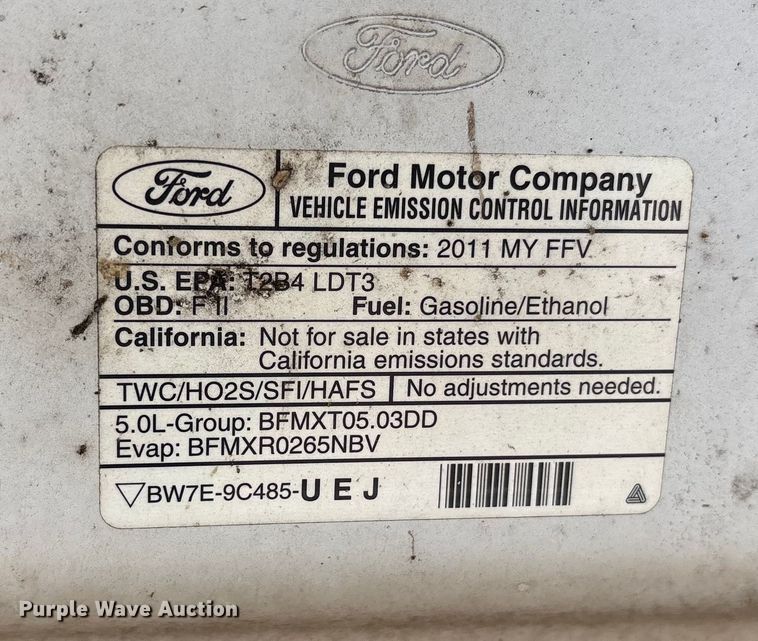 Ford
Ford
Ford Motor Company
VEHICLE EMISSION CONTROL INFORMATION
Conforms to regulations: 2011 MY FFV
U.S. EPA: T2B4 LDT3
OBD: F II Fuel: Gasoline/Ethanol
California: Not for sale in states with
California emissions standards.
TWC/HO2S/SFI/HAFS No adjustments needed.
5.0L-Group: BFMXT05.03DD
Evap: BFMXR0265NBV
▽BW7E-9C485-U E J
Purple Wave Auction